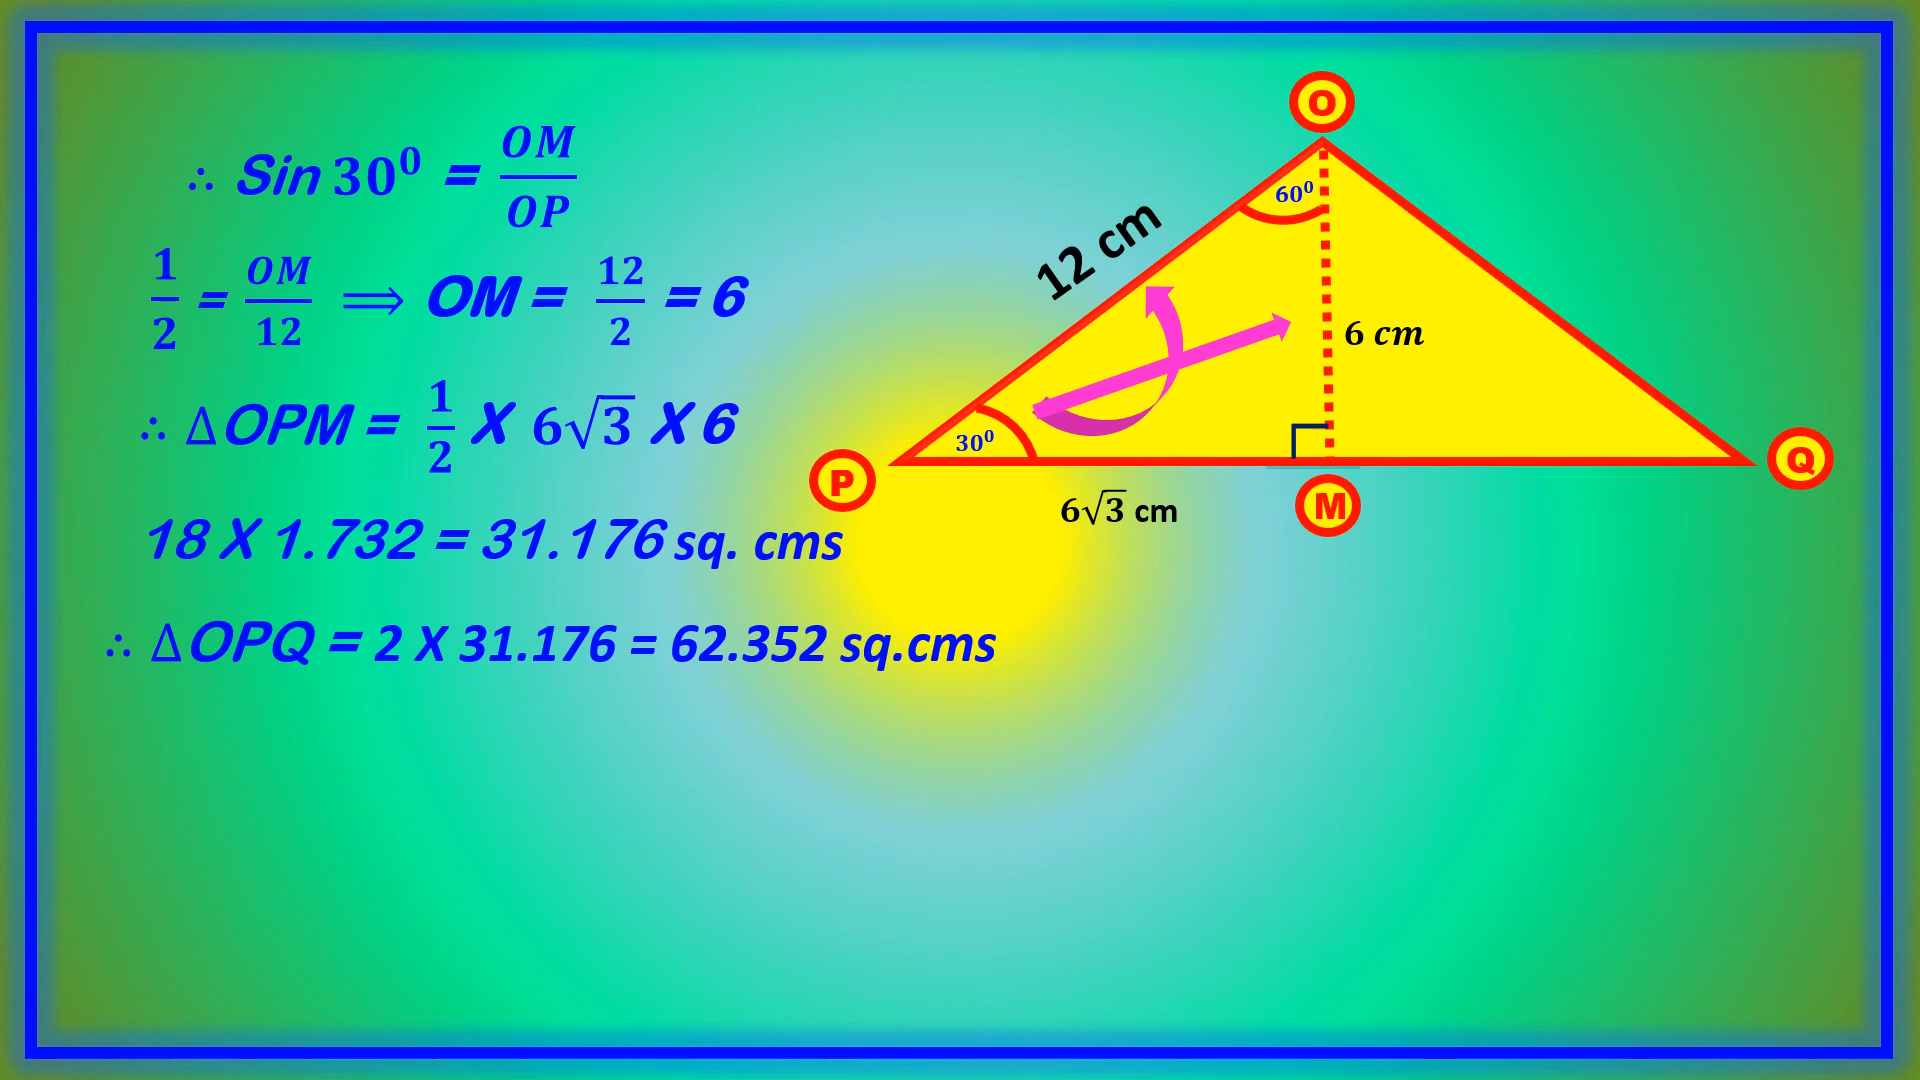 ∴ Sin 30⁰ = OM/OP
1/2 = OM/12 ⟹ OM = 12/2 = 6
∴ ΔOPM = 1/2 X 6√3 X 6
18 X 1.732 = 31.176 sq. cms
∴ ΔOPQ = 2 X 31.176 = 62.352 sq.cms
O
60⁰
12 cm
6 cm
30⁰
P
Q
6√3 cm
M